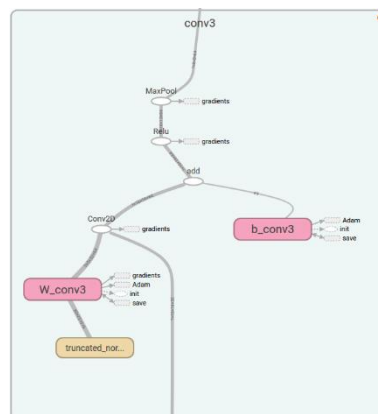 conv3
MaxPool
gradients
Relu
gradients
add
Conv2D
gradients
b_conv3
Adam
init
save
W_conv3
gradients
Adam
init
save
truncated_nor...